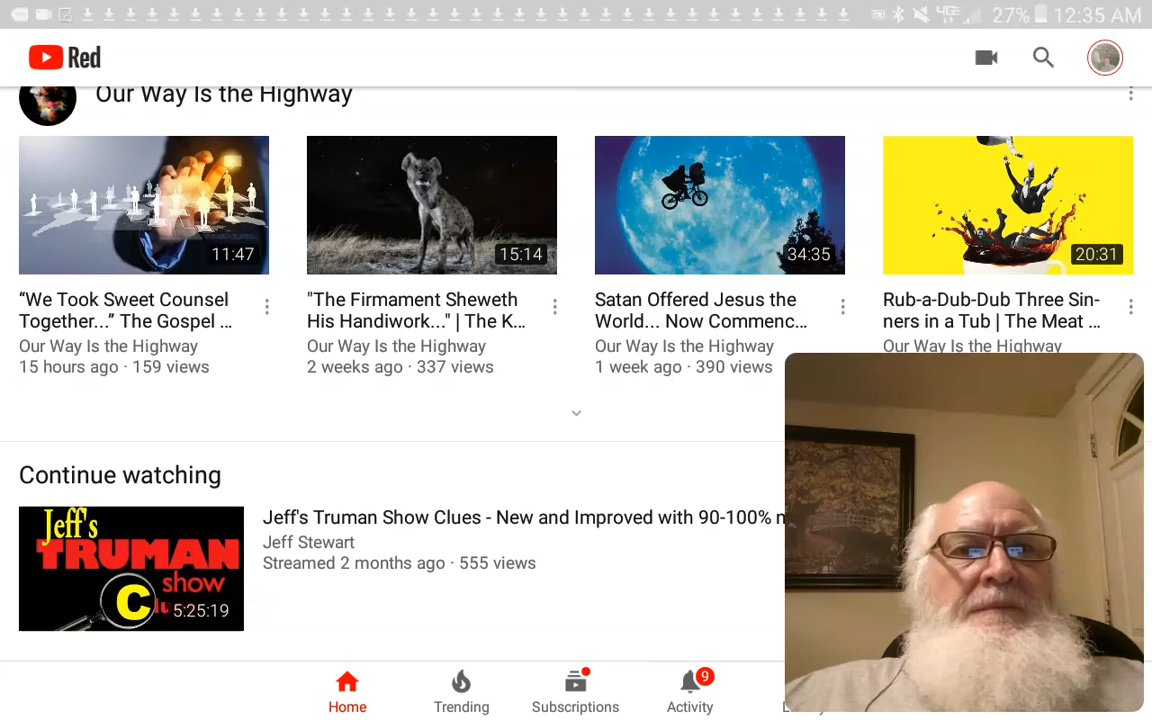 4G 27% 12:35 AM
Red
Our Way Is the Highway
11:47
15:14
34:35
20:31
“We Took Sweet Counsel
Together...” The Gospel ...
Our Way Is the Highway
15 hours ago · 159 views
"The Firmament Sheweth
His Handiwork..." | The K...
Our Way Is the Highway
2 weeks ago · 337 views
Satan Offered Jesus the
World... Now Commenc...
Our Way Is the Highway
1 week ago · 390 views
Rub-a-Dub-Dub Three Sin-
ners in a Tub | The Meat ...
Our Way Is the Highway
Continue watching
Jeff's
TRUMAN
show
C
5:25:19
Jeff's Truman Show Clues - New and Improved with 90-100%
Jeff Stewart
Streamed 2 months ago · 555 views
Home
Trending
Subscriptions
9
Activity